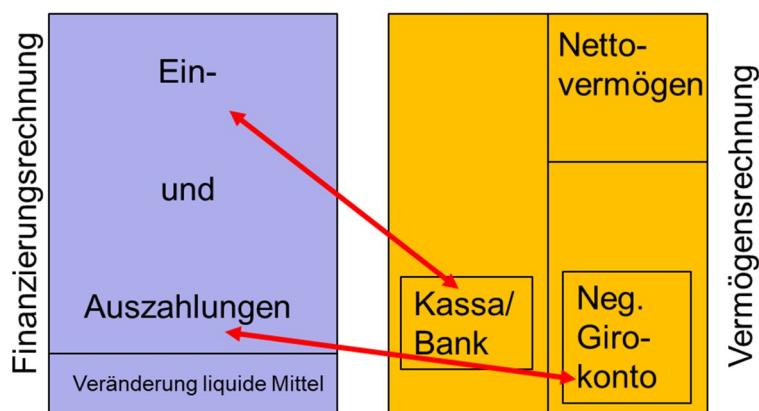 Finanzierungsrechnung
Ein-
und
Auszahlungen
Veränderung liquide Mittel
Kassa/
Bank
Netto-
vermögen
Neg.
Giro-
konto
Vermögensrechnung